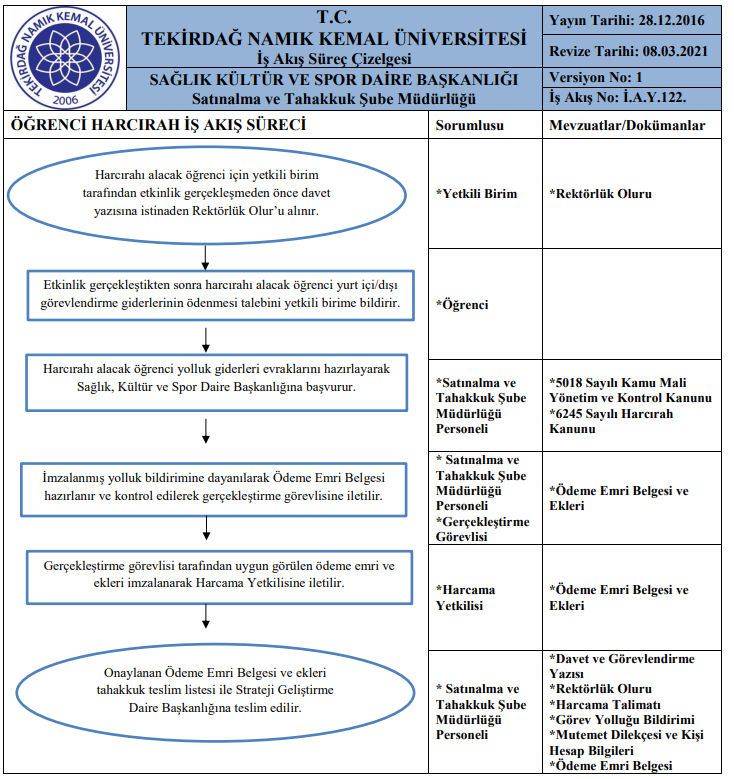 TEKİRDAĞ NAMIK KEMAL ÜNİVERSİTESİ
2006
T.C.
TEKİRDAĞ NAMIK KEMAL ÜNİVERSİTESİ
İş Akış Süreç Çizelgesi
SAĞLIK KÜLTÜR VE SPOR DAİRE BAŞKANLIĞI
Satınalma ve Tahakkuk Şube Müdürlüğü
Yayın Tarihi: 28.12.2016
Revize Tarihi: 08.03.2021
Versiyon No: 1
İş Akış No: İ.A.Y.122.
ÖĞRENCİ HARCIRAH İŞ AKIŞ SÜRECİ
Sorumlusu
Mevzuatlar/Dokümanlar
Harcırahı alacak öğrenci için yetkili birim
tarafından etkinlik gerçekleşmeden önce davet
yazısına istinaden Rektörlük Olur’u alınır.
*Yetkili Birim
*Rektörlük Oluru
Etkinlik gerçekleştikten sonra harcırahı alacak öğrenci yurt içi/dışı
görevlendirme giderlerinin ödenmesi talebini yetkili birime bildirir.
*Öğrenci
Harcırahı alacak öğrenci yolluk giderleri evraklarını hazırlayarak
Sağlık, Kültür ve Spor Daire Başkanlığına başvurur.
*Satınalma ve
Tahakkuk Şube
Müdürlüğü
Personeli
*5018 Sayılı Kamu Mali
Yönetim ve Kontrol Kanunu
*6245 Sayılı Harcırah
Kanunu
İmzalanmış yolluk bildirimine dayanılarak Ödeme Emri Belgesi
hazırlanır ve kontrol edilerek gerçekleştirme görevlisine iletilir.
* Satınalma ve
Tahakkuk Şube
Müdürlüğü
Personeli
*Gerçekleştirme
Görevlisi
*Ödeme Emri Belgesi ve
Ekleri
Gerçekleştirme görevlisi tarafından uygun görülen ödeme emri ve
ekleri imzalanarak Harcama Yetkilisine iletilir.
*Harcama
Yetkilisi
*Ödeme Emri Belgesi ve
Ekleri
Onaylanan Ödeme Emri Belgesi ve ekleri
tahakkuk teslim listesi ile Strateji Geliştirme
Daire Başkanlığına teslim edilir.
* Satınalma ve
Tahakkuk Şube
Müdürlüğü
Personeli
*Davet ve Görevlendirme
Yazısı
*Rektörlük Oluru
*Harcama Talimatı
*Görev Yolluğu Bildirimi
*Mutemet Dilekçesi ve Kişi
Hesap Bilgileri
*Ödeme Emri Belgesi